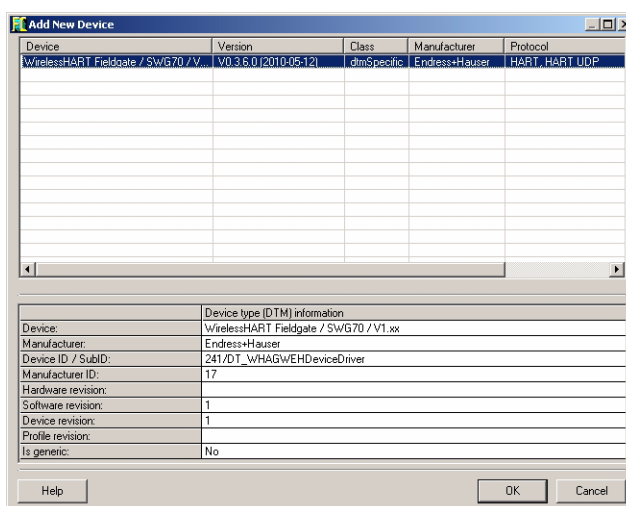 Add New Device
Device Version Class Manufacturer Protocol
WirelessHART Fieldgate / SWG70 / V... V0.3.6.0 (2010-05-12) dtmSpecific Endress+Hauser HART, HART UDP
Device type (DTM) information
Device: WirelessHART Fieldgate / SWG70 / V1.xx
Manufacturer: Endress+Hauser
Device ID / SubID: 241/DT_WHAGWEHDeviceDriver
Manufacturer ID: 17
Hardware revision:
Software revision: 1
Device revision: 1
Profile revision:
Is generic: No
Help OK Cancel